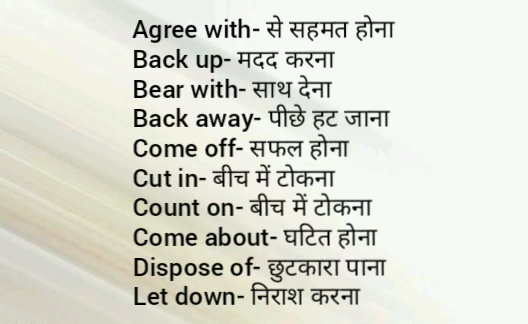 Agree with- से सहमत होना
Back up- मदद करना
Bear with- साथ देना
Back away- पीछे हट जाना
Come off- सफल होना
Cut in- बीच में टोकना
Count on- बीच में टोकना
Come about- घटित होना
Dispose of- छुटकारा पाना
Let down- निराश करना